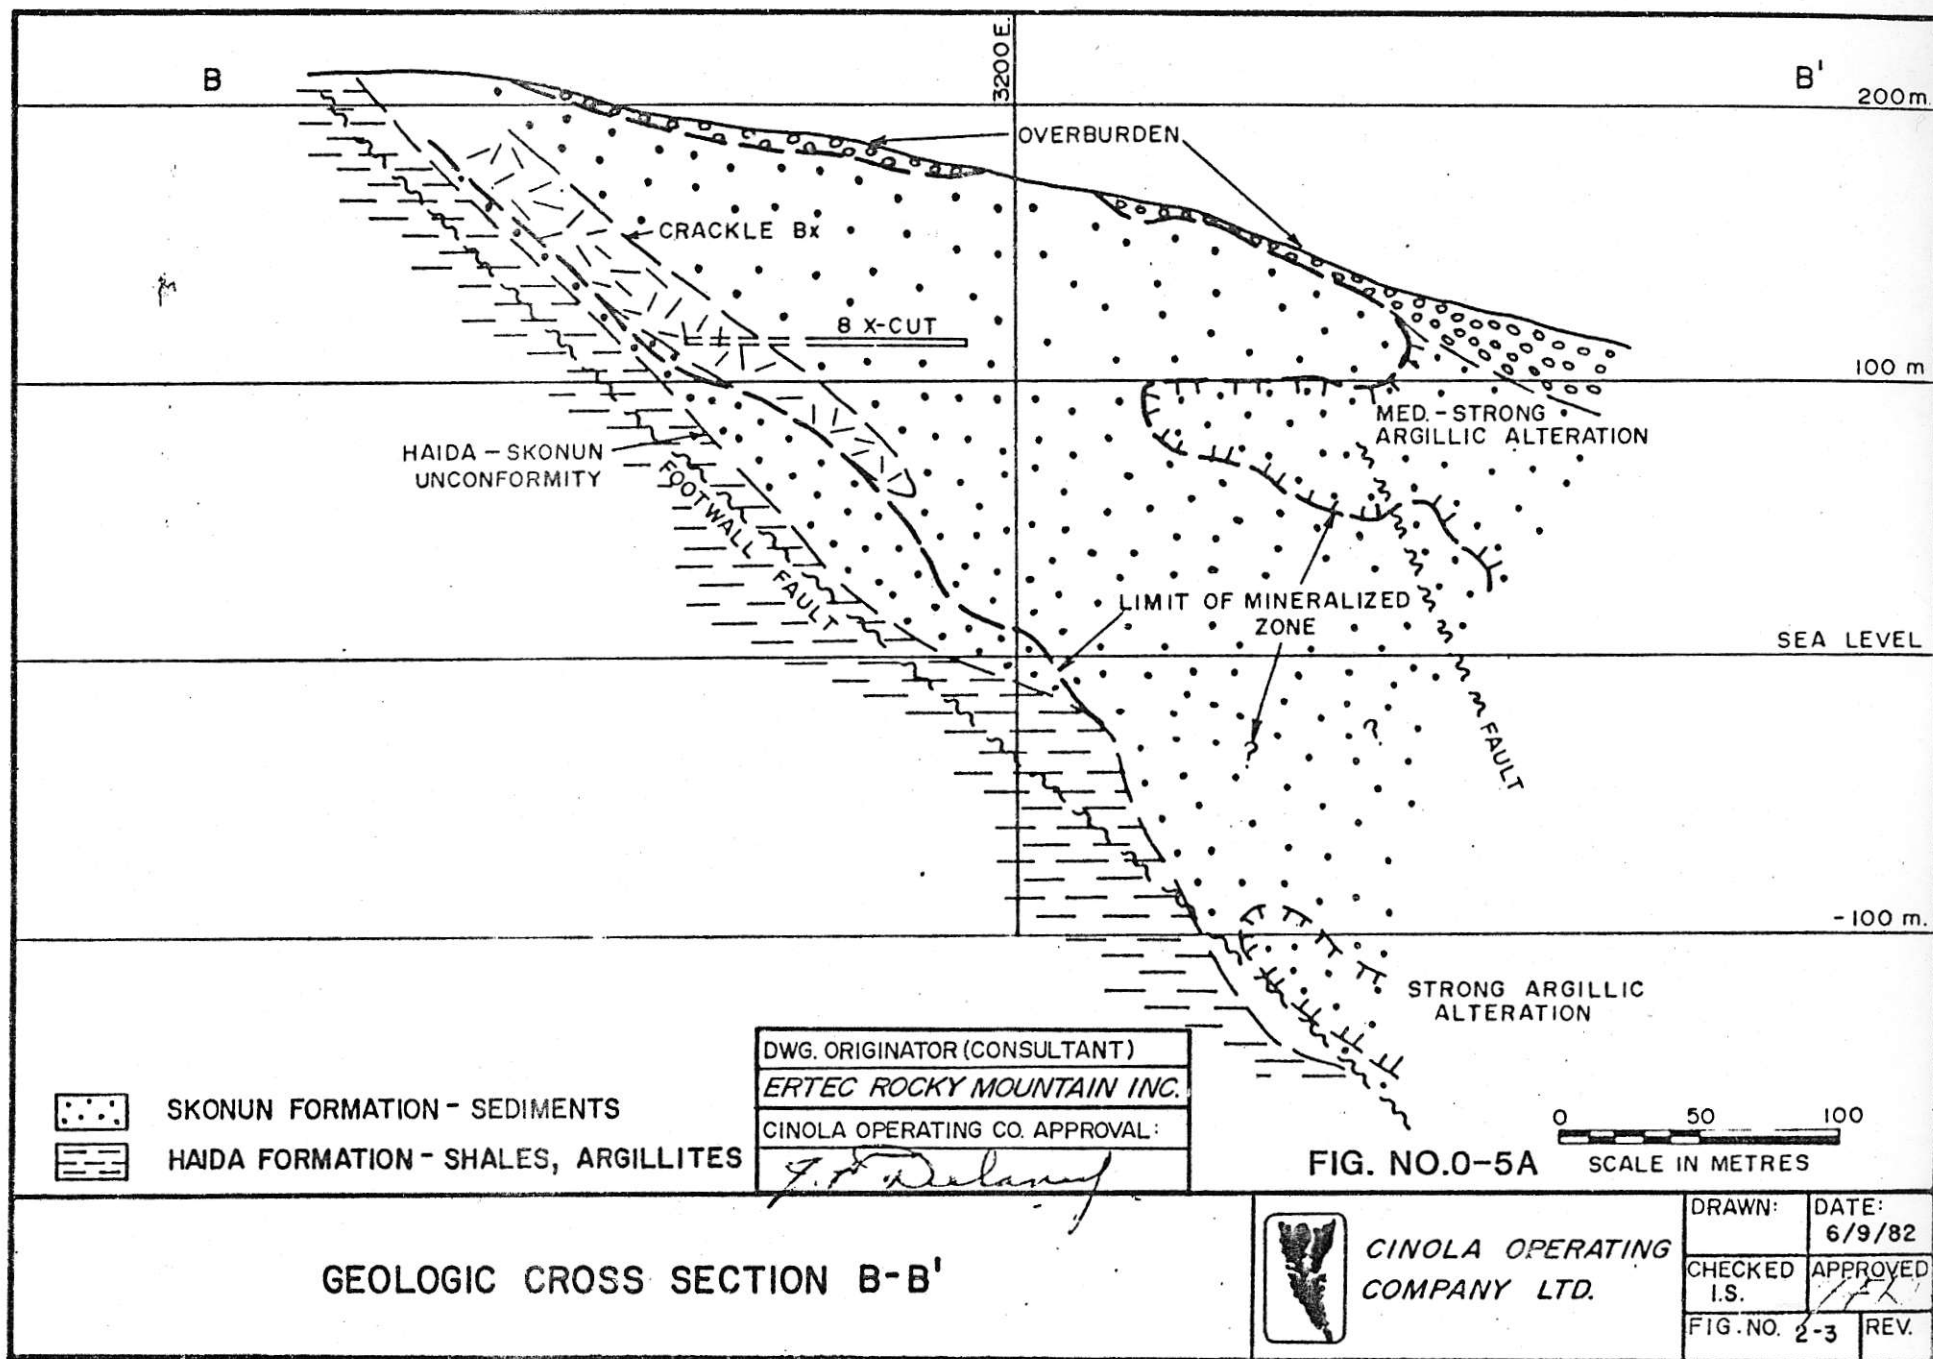 B
3200 E.
B'
200 m.
OVERBURDEN
CRACKLE Bx
8 X-CUT
100 m
MED.-STRONG
ARGILLIC ALTERATION
HAIDA - SKONUN
UNCONFORMITY
FOOTWALL FAULT
LIMIT OF MINERALIZED
ZONE
SEA LEVEL
?
?
FAULT
-100 m.
STRONG ARGILLIC
ALTERATION
DWG. ORIGINATOR (CONSULTANT)
ERTEC ROCKY MOUNTAIN INC.
CINOLA OPERATING CO. APPROVAL:
SKONUN FORMATION - SEDIMENTS
HAIDA FORMATION - SHALES, ARGILLITES
0 50 100
SCALE IN METRES
FIG. NO.0-5A
GEOLOGIC CROSS SECTION B-B'
CINOLA OPERATING
COMPANY LTD.
DRAWN:
DATE:
6/9/82
CHECKED
I.S.
APPROVED
FIG. NO. 2-3
REV.